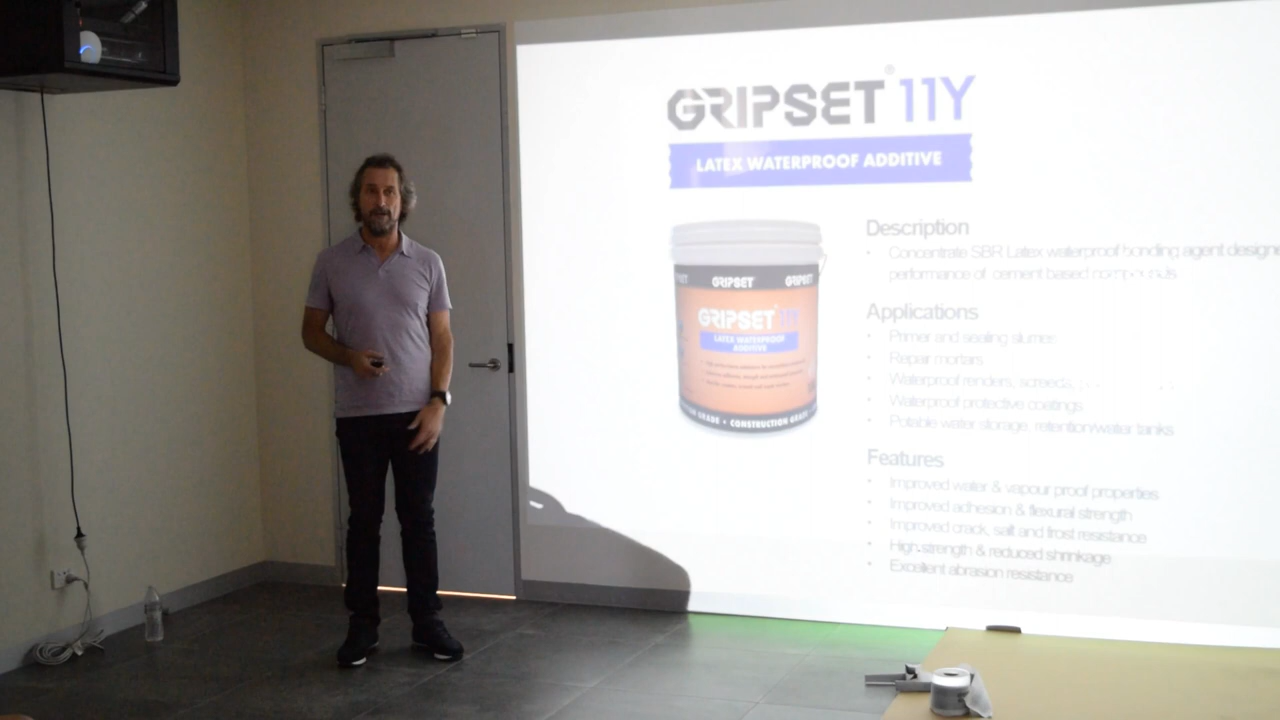 GRIPSET® 11Y
LATEX WATERPROOF ADDITIVE
Description
• Concentrate SBR Latex waterproof bonding agent
performance of cement based compounds
GRIPSET GRIPSET
GRIPSET 11Y
LATEX WATERPROOF
ADDITIVE
GRADE • CONSTRUCTION GRADE
Applications
• Primer and sealing slurries
• Repair mortars
• Waterproof renders, screeds,
• Waterproof protective coatings
• Potable water storage, retention/water tanks
Features
• Improved water & vapour proof properties
• Improved adhesion & flexural strength
• Improved crack, salt and frost resistance
• High strength & reduced shrinkage
• Excellent abrasion resistance